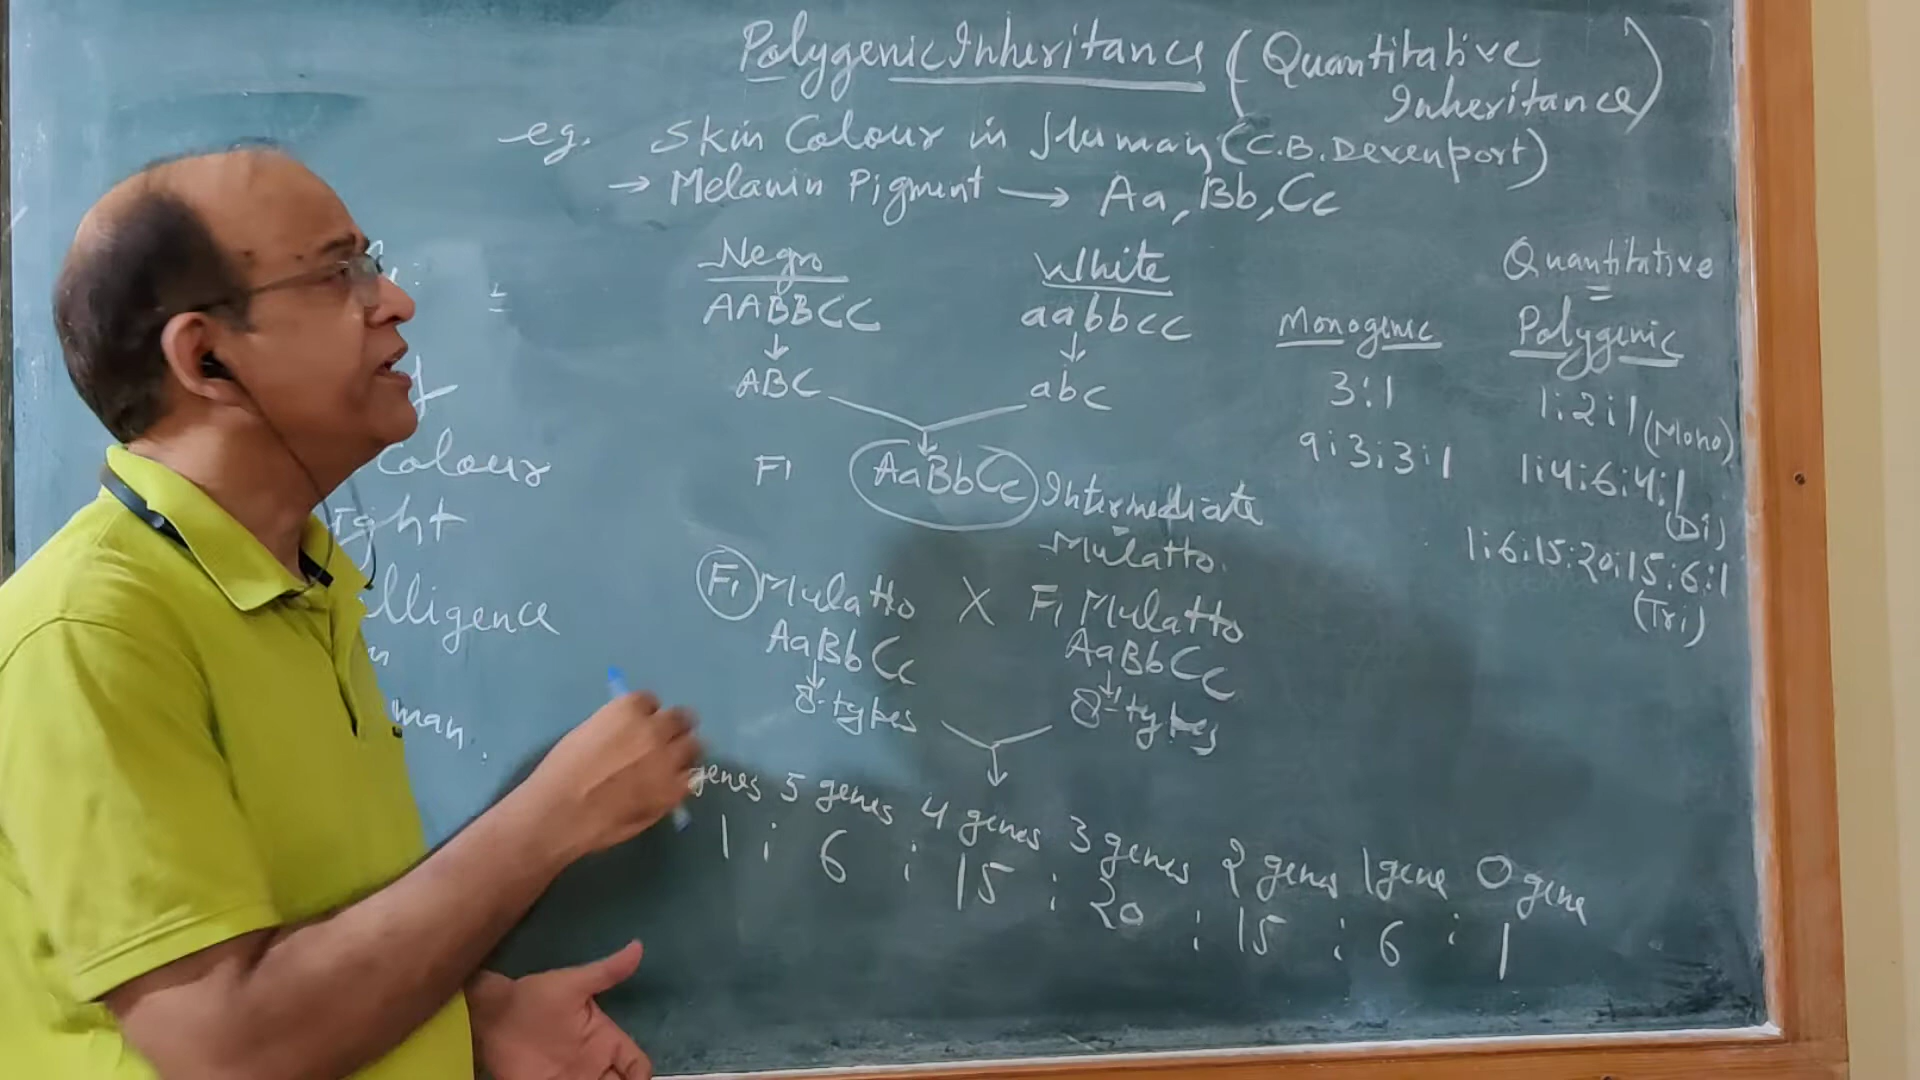 Polygenic Inheritance (Quantitative Inheritance)
eg. Skin Colour in Human (C.B. Devenport)
→ Melanin Pigment → Aa, Bb, Cc
Negro White
AABBCC aabbcc
↓ ↓
ABC abc
F1 AaBbCc Intermediate
Mulatto.
F1 Mulatto X F1 Mulatto
AaBbCc AaBbCc
↓ ↓
8-types 8-types
↓
genes 5 genes 4 genes 3 genes 2 genes 1 gene 0 gene
1 : 6 : 15 : 20 : 15 : 6 : 1
Quantitative
=
Monogenic Polygenic
3:1 1:2:1 (Mono)
9:3:3:1 1:4:6:4:1
(Di)
1:6:15:20:15:6:1
(Tri)
=
Colour
ight
elligence
man.